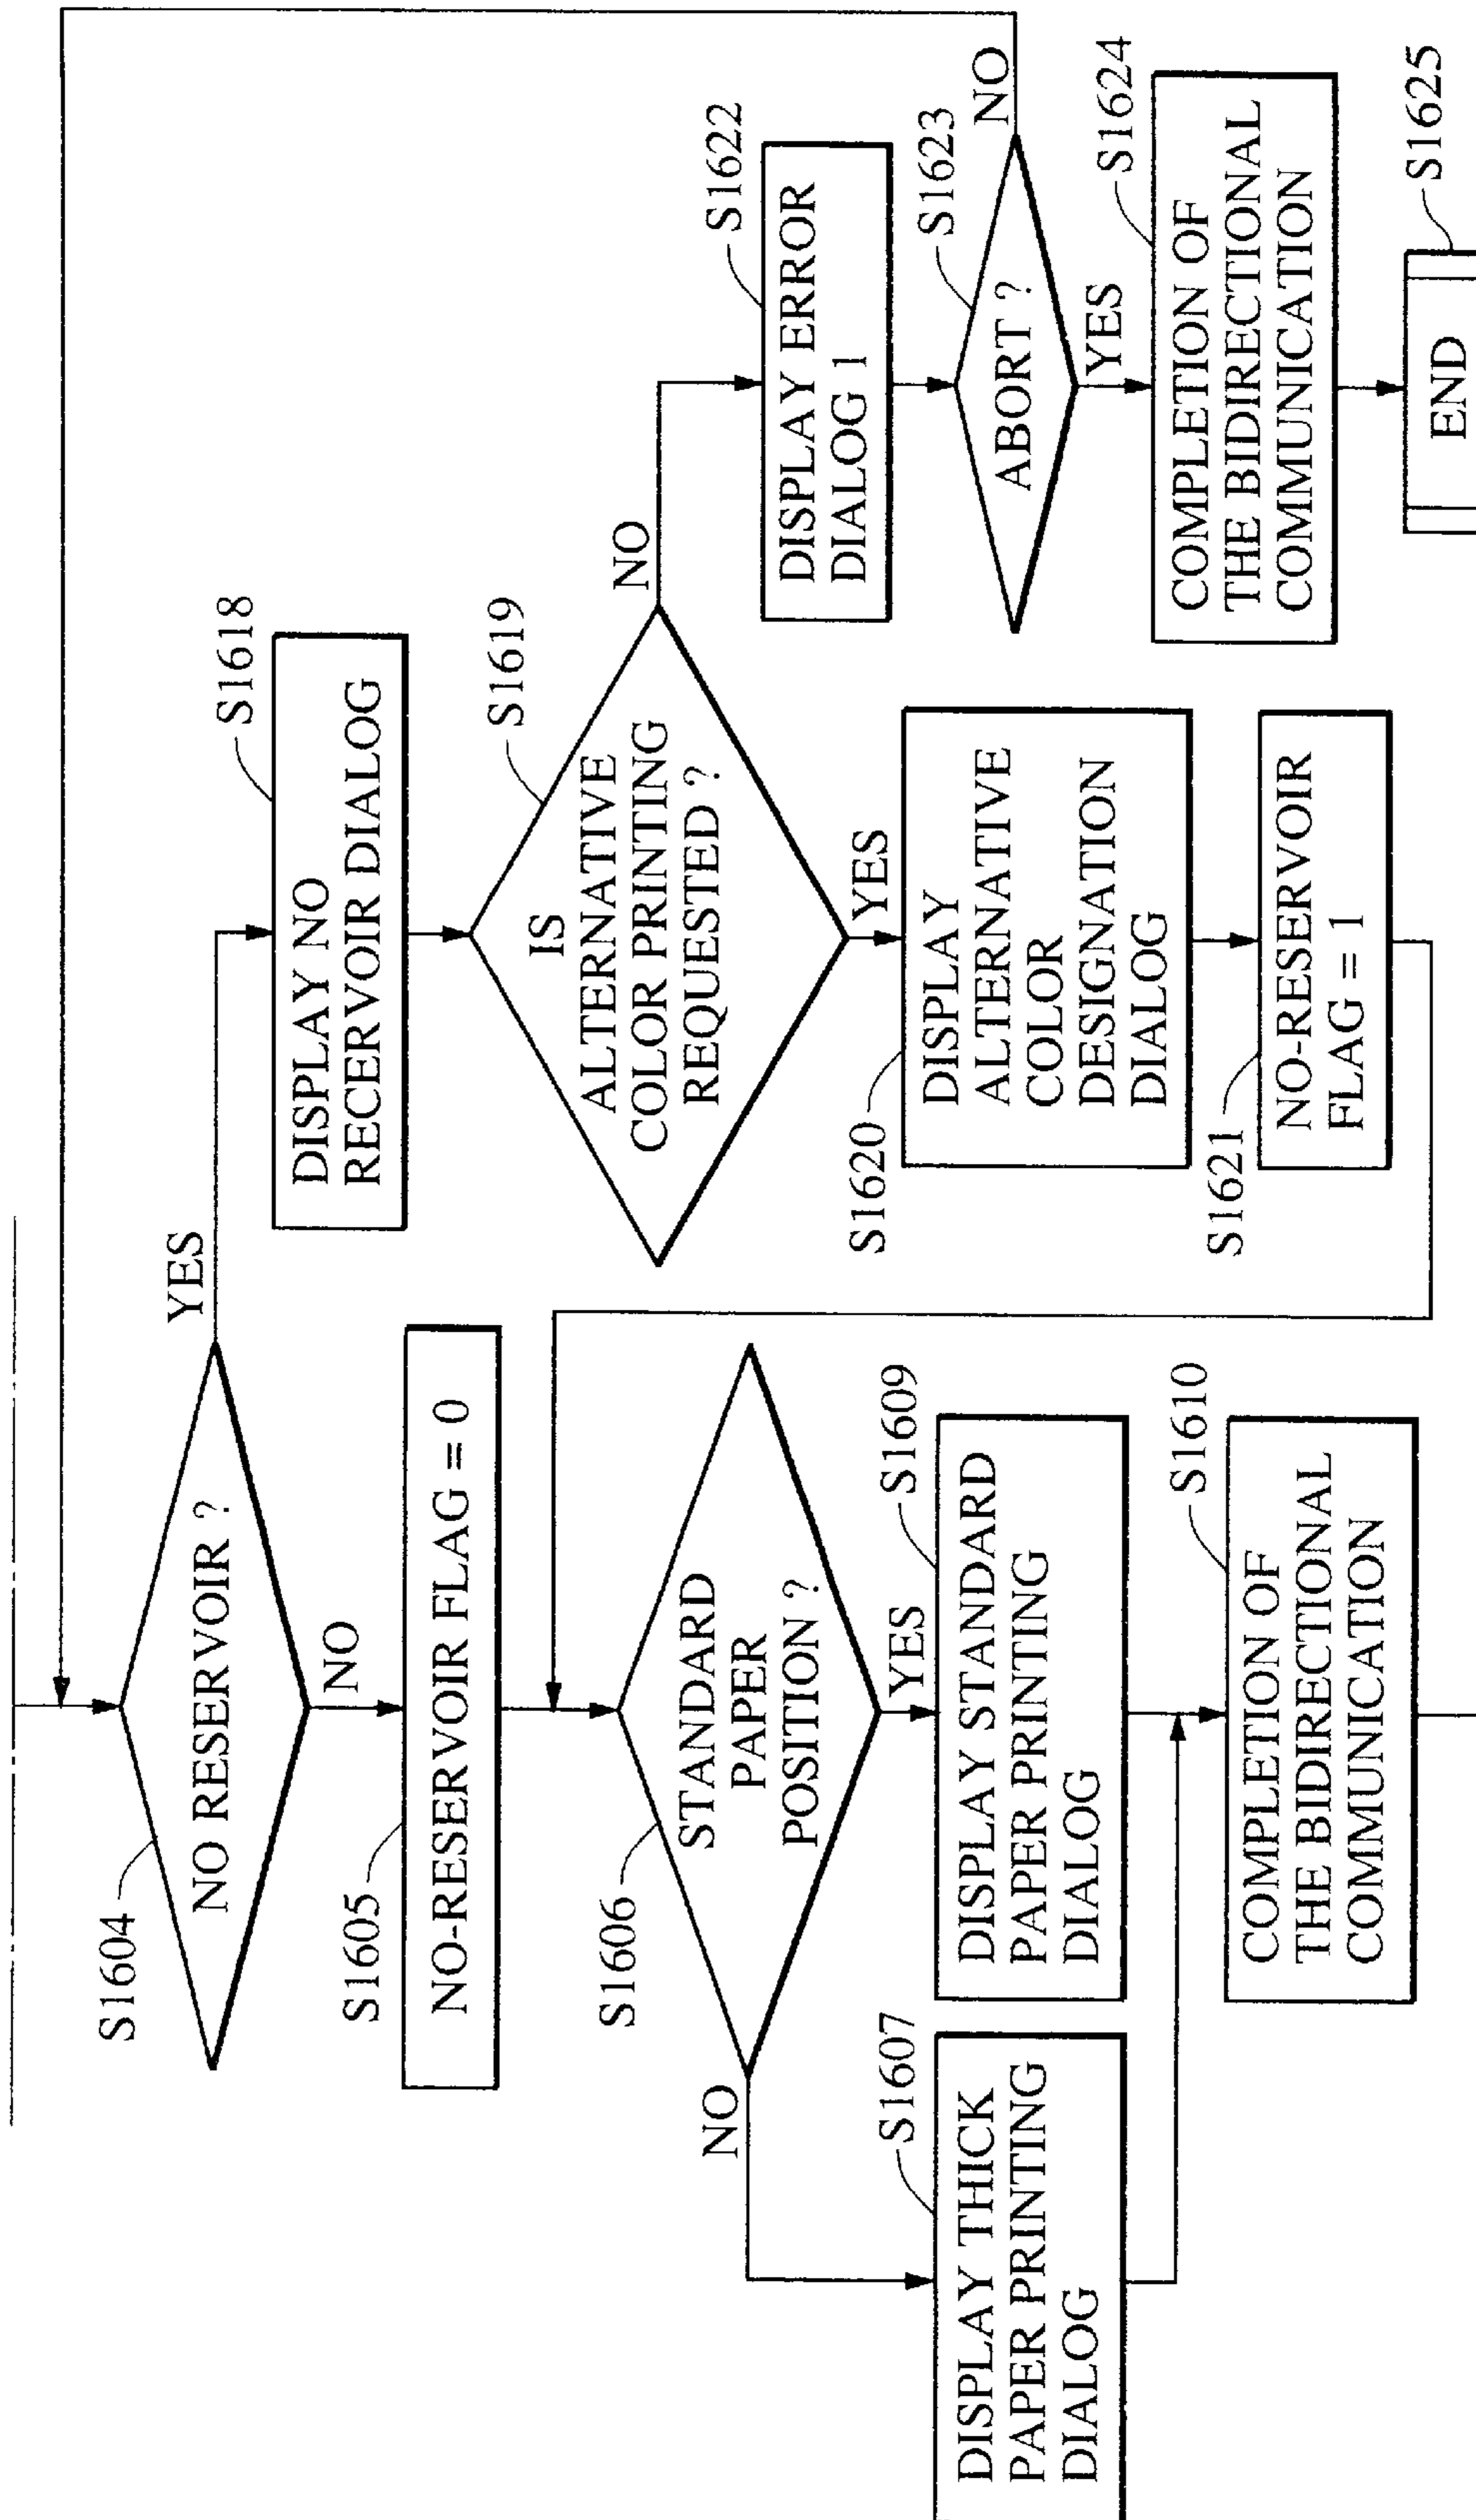 S1604
NO RESERVOIR ?
YES
NO
S1605
NO-RESERVOIR FLAG = 0
S1606
STANDARD
PAPER
POSITION ?
NO
YES
S1607
DISPLAY THICK
PAPER PRINTING
DIALOG
S1609
DISPLAY STANDARD
PAPER PRINTING
DIALOG
S1610
COMPLETION OF
THE BIDIRECTIONAL
COMMUNICATION
S1618
DISPLAY NO
RECERVOIR DIALOG
S1619
IS
ALTERNATIVE
COLOR PRINTING
REQUESTED ?
NO
YES
S1620
DISPLAY
ALTERNATIVE
COLOR
DESIGNATION
DIALOG
S1621
NO-RESERVOIR
FLAG = 1
S1622
DISPLAY ERROR
DIALOG 1
S1623
ABORT ?
NO
YES
S1624
COMPLETION OF
THE BIDIRECTIONAL
COMMUNICATION
S1625
END